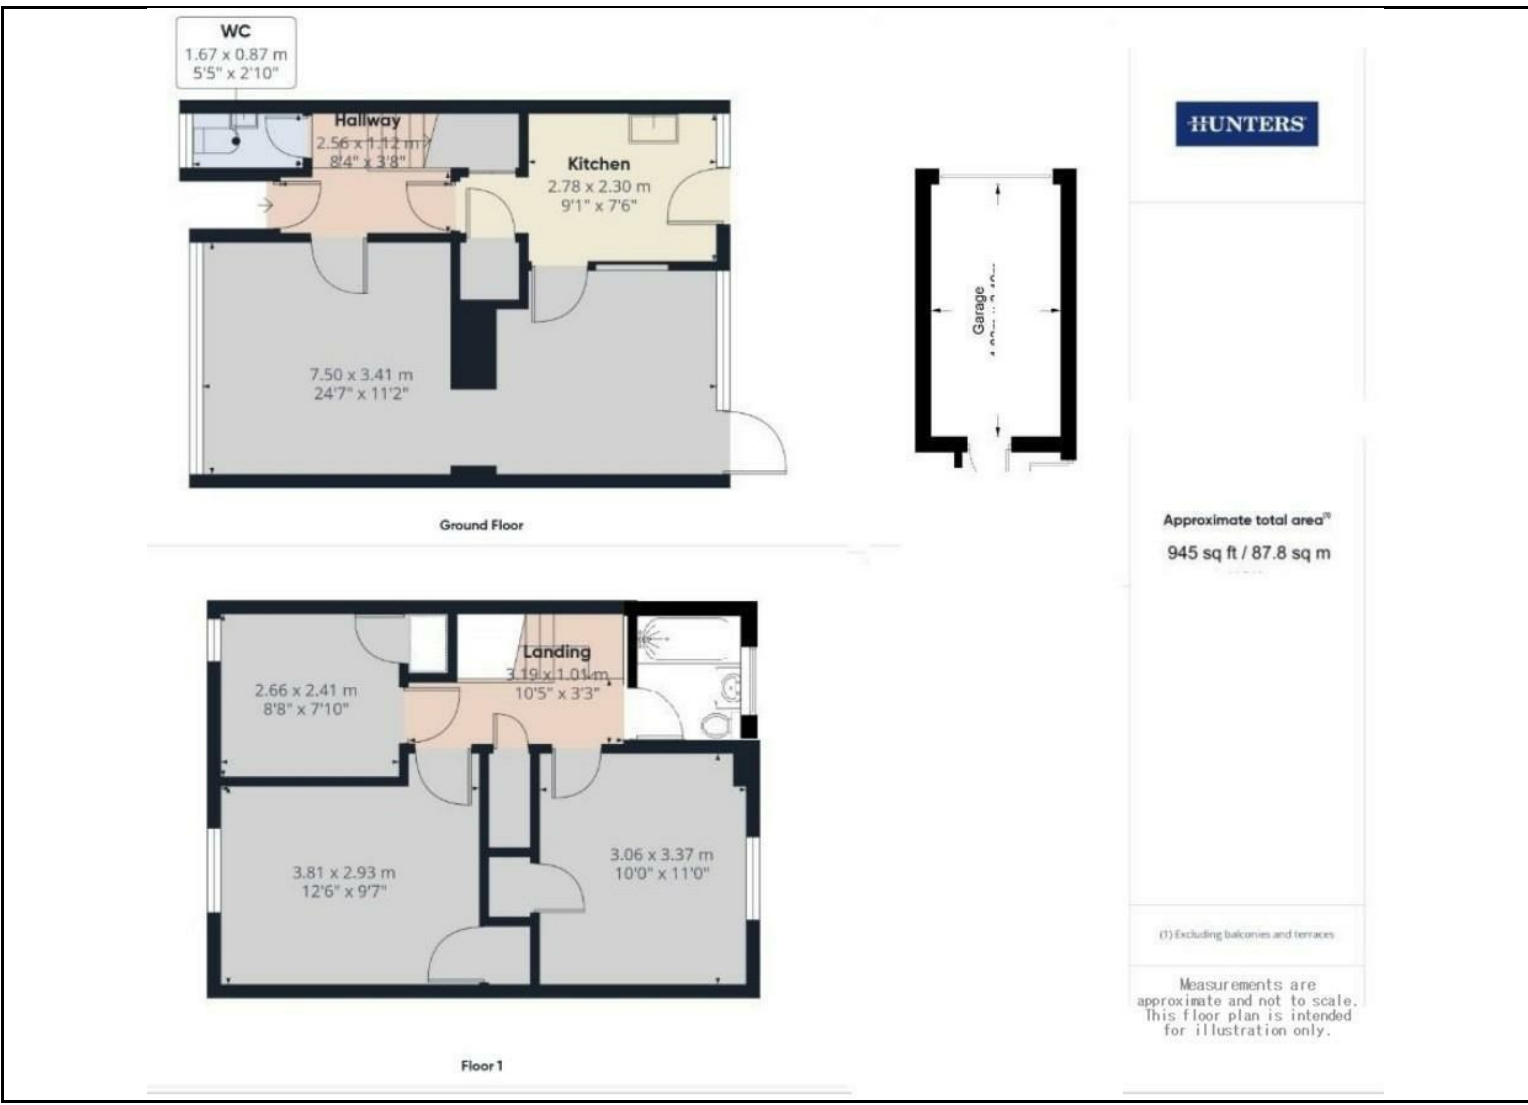 WC
1.67 x 0.87 m
5'5" x 2'10"
Hallway
2.56 x 1.12 m
8'4" x 3'8"
Kitchen
2.78 x 2.30 m
9'1" x 7'6"
7.50 x 3.41 m
24'7" x 11'2"
Ground Floor
Garage
HUNTERS
Approximate total area(1)
945 sq ft / 87.8 sq m
Landing
3.19 x 1.01 m
10'5" x 3'3"
2.66 x 2.41 m
8'8" x 7'10"
3.81 x 2.93 m
12'6" x 9'7"
3.06 x 3.37 m
10'0" x 11'0"
Floor 1
(1) Excluding balconies and terraces
Measurements are
approximate and not to scale.
This floor plan is intended
for illustration only.